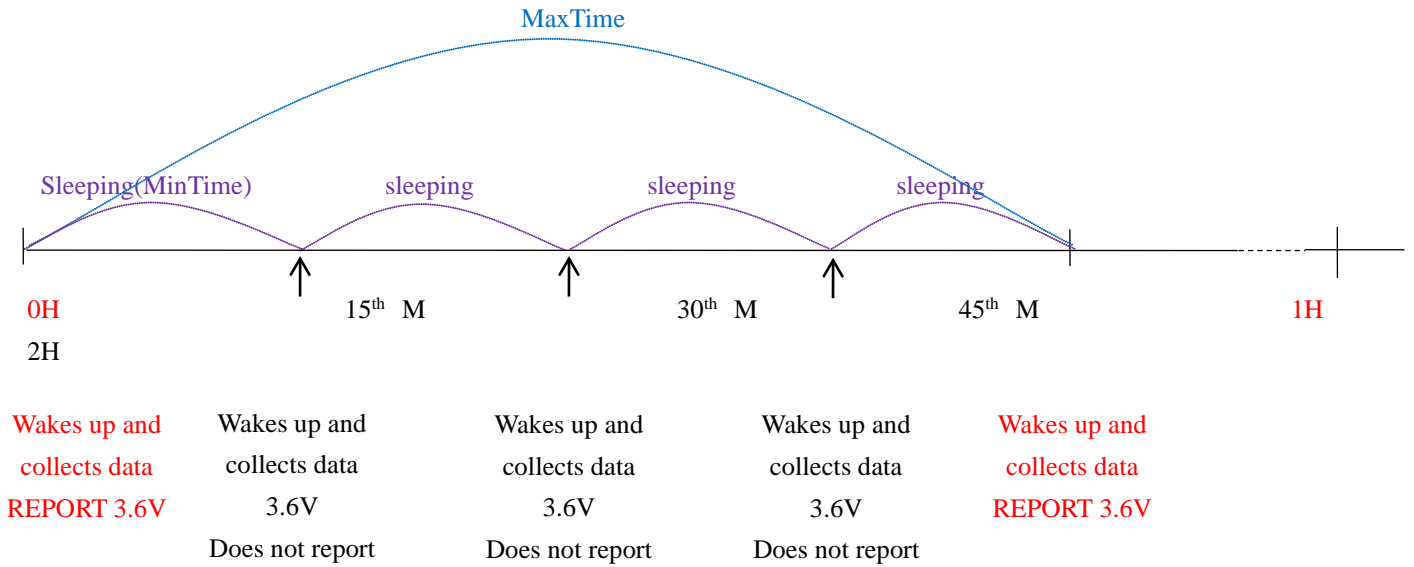 MaxTime
Sleeping(MinTime) sleeping sleeping sleeping
0H 15th M 30th M 45th M 1H
2H
Wakes up and Wakes up and Wakes up and Wakes up and Wakes up and
collects data collects data collects data collects data collects data
REPORT 3.6V 3.6V 3.6V 3.6V REPORT 3.6V
Does not report Does not report Does not report